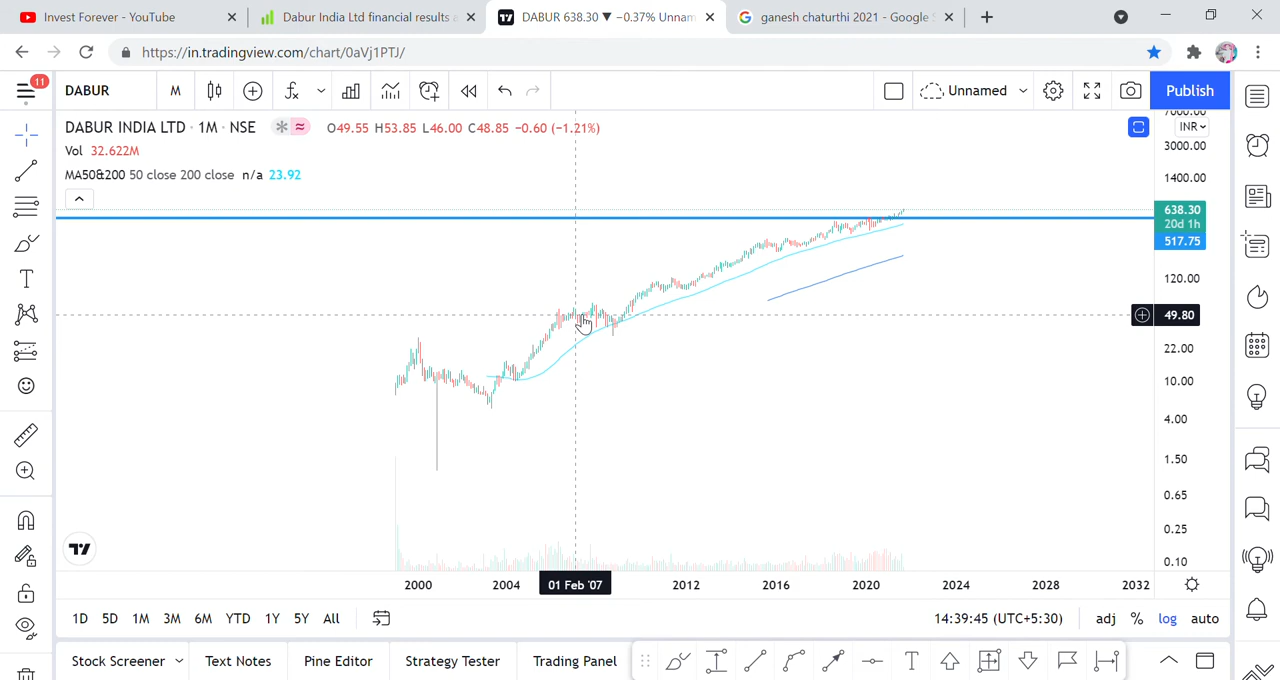 Invest Forever - YouTube
Dabur India Ltd financial results a
DABUR 638.30 ▼ −0.37% Unnam
ganesh chaturthi 2021 - Google S
https://in.tradingview.com/chart/0aVj1PTJ/
11
DABUR
M
Unnamed
Publish
DABUR INDIA LTD · 1M · NSE
O49.55 H53.85 L46.00 C48.85 −0.60 (−1.21%)
Vol 32.622M
MA50&200 50 close 200 close n/a 23.92
INR
7000.00
3000.00
1400.00
638.30
20d 1h
517.75
120.00
49.80
22.00
10.00
4.00
1.50
0.65
0.25
0.10
2000
2004
01 Feb '07
2012
2016
2020
2024
2028
2032
1D 5D 1M 3M 6M YTD 1Y 5Y All
14:39:45 (UTC+5:30)
adj % log auto
Stock Screener
Text Notes
Pine Editor
Strategy Tester
Trading Panel
T